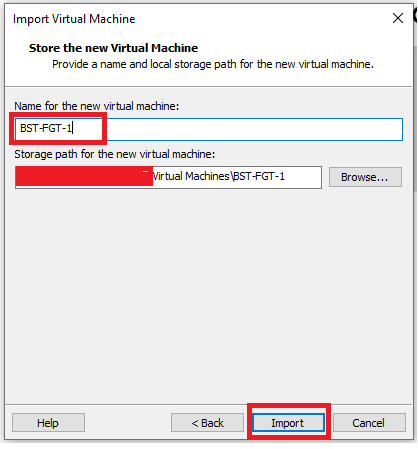 Import Virtual Machine
Store the new Virtual Machine
Provide a name and local storage path for the new virtual machine.
Name for the new virtual machine:
BST-FGT-1
Storage path for the new virtual machine:
Virtual Machines\BST-FGT-1
Browse...
Help
< Back
Import
Cancel